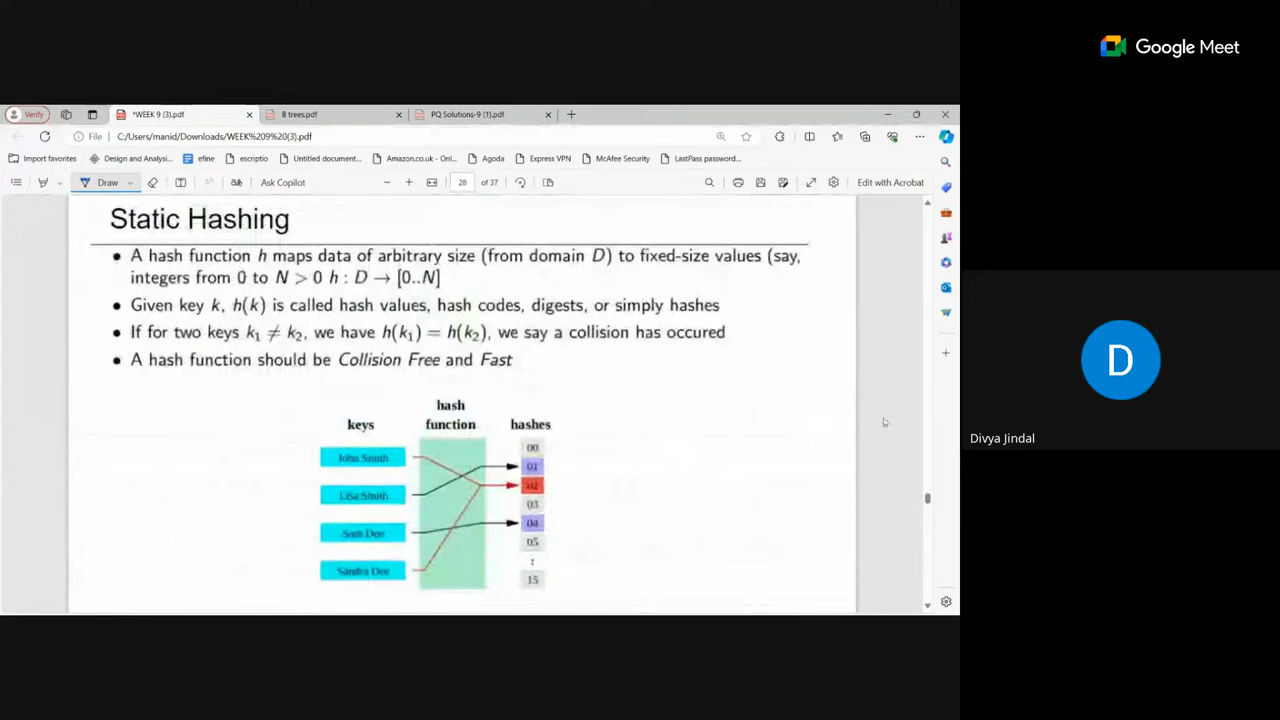 Google Meet
Verify
*WEEK 9 (3).pdf
B trees.pdf
PQ Solutions-9 (1).pdf
File
C:/Users/manid/Downloads/WEEK%209%20(3).pdf
Import favorites
Design and Analysi...
efine
escriptio
Untitled document...
Amazon.co.uk - Onl...
Agoda
Express VPN
McAfee Security
LastPass password...
Draw
Ask Copilot
28 of 37
Edit with Acrobat
Static Hashing
• A hash function h maps data of arbitrary size (from domain D) to fixed-size values (say,
integers from 0 to N > 0 h : D → [0..N]
• Given key k, h(k) is called hash values, hash codes, digests, or simply hashes
• If for two keys k₁ ≠ k₂, we have h(k₁) = h(k₂), we say a collision has occured
• A hash function should be Collision Free and Fast
keys
hash
function
hashes
John Smith
Lisa Smith
Sam Doe
Sandra Dee
00
01
02
03
04
05
:
15
D
Divya Jindal